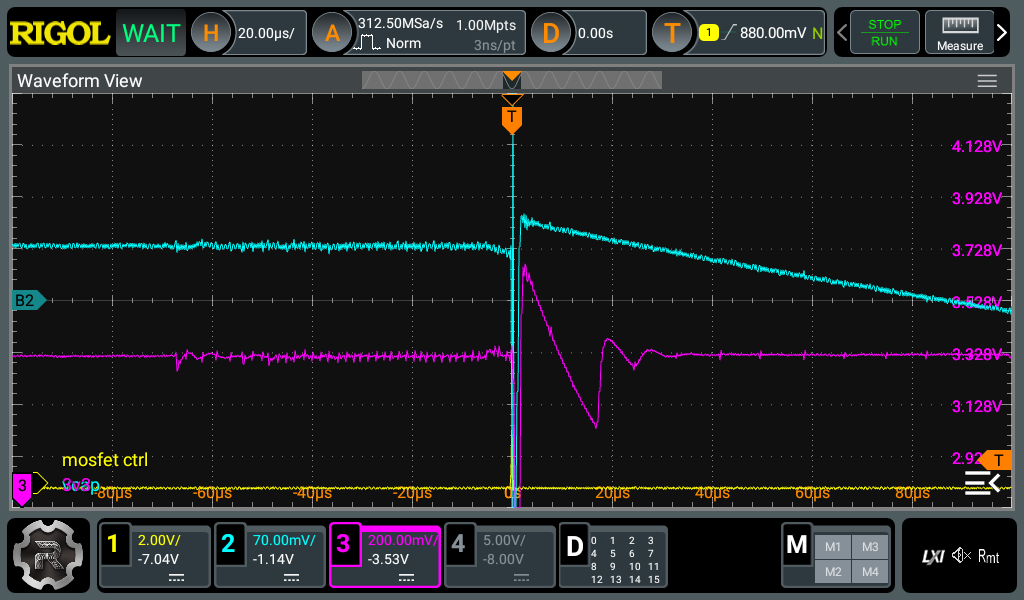 RIGOL WAIT H 20.00µs/ A 312.50MSa/s 1.00Mpts D 0.00s T 1 880.00mV N STOP
Norm 3ns/pt RUN Measure
Waveform View
T
4.128V
3.928V
3.728V
B2 3.528V
3.328V
3.128V
mosfet ctrl
2.92 T
3
-80µs -60µs -40µs -20µs 0s 20µs 40µs 60µs 80µs
1 2.00V/ 2 70.00mV/ 3 200.00mV/ 4 5.00V/ D 0 1 2 3 M M1 M3
-7.04V -1.14V -3.53V -8.00V 4 5 6 7 LXI Rmt
8 9 10 11 M2 M4
12 13 14 15
R